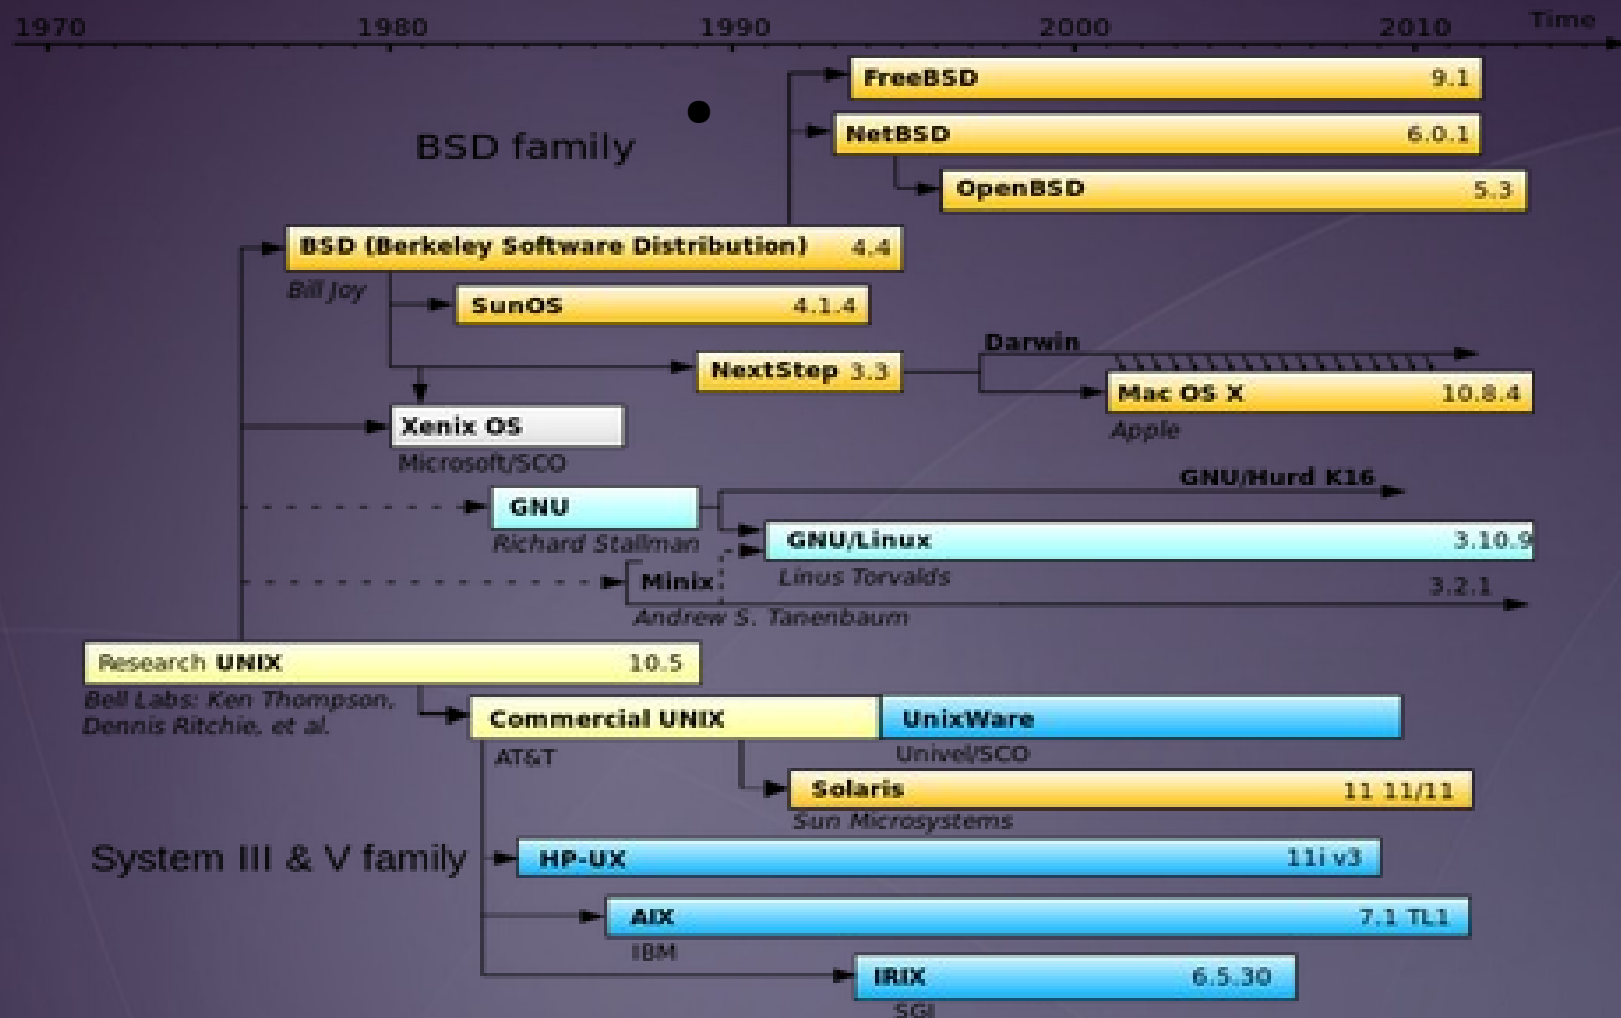 1970 1980 1990 2000 2010 Time
FreeBSD 9.1
BSD family
NetBSD 6.0.1
OpenBSD 5.3
BSD (Berkeley Software Distribution) 4.4
Bill Joy
SunOS 4.1.4
Darwin
NextStep 3.3
Mac OS X 10.8.4
Apple
Xenix OS
Microsoft/SCO
GNU/Hurd K16
GNU
GNU/Linux 3.10.9
Richard Stallman
Linus Torvalds
Minix 3.2.1
Andrew S. Tanenbaum
Research UNIX 10.5
Bell Labs: Ken Thompson,
Dennis Ritchie, et al.
Commercial UNIX UnixWare
AT&T Univel/SCO
Solaris 11 11/11
Sun Microsystems
System III & V family
HP-UX 11i v3
AIX 7.1 TL1
IBM
IRIX 6.5.30
SGI